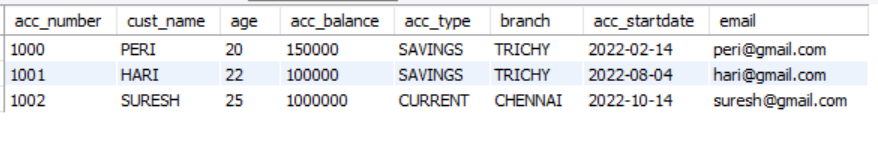 acc_number cust_name age acc_balance acc_type branch acc_startdate email
1000 PERI 20 150000 SAVINGS TRICHY 2022-02-14 peri@gmail.com
1001 HARI 22 100000 SAVINGS TRICHY 2022-08-04 hari@gmail.com
1002 SURESH 25 1000000 CURRENT CHENNAI 2022-10-14 suresh@gmail.com